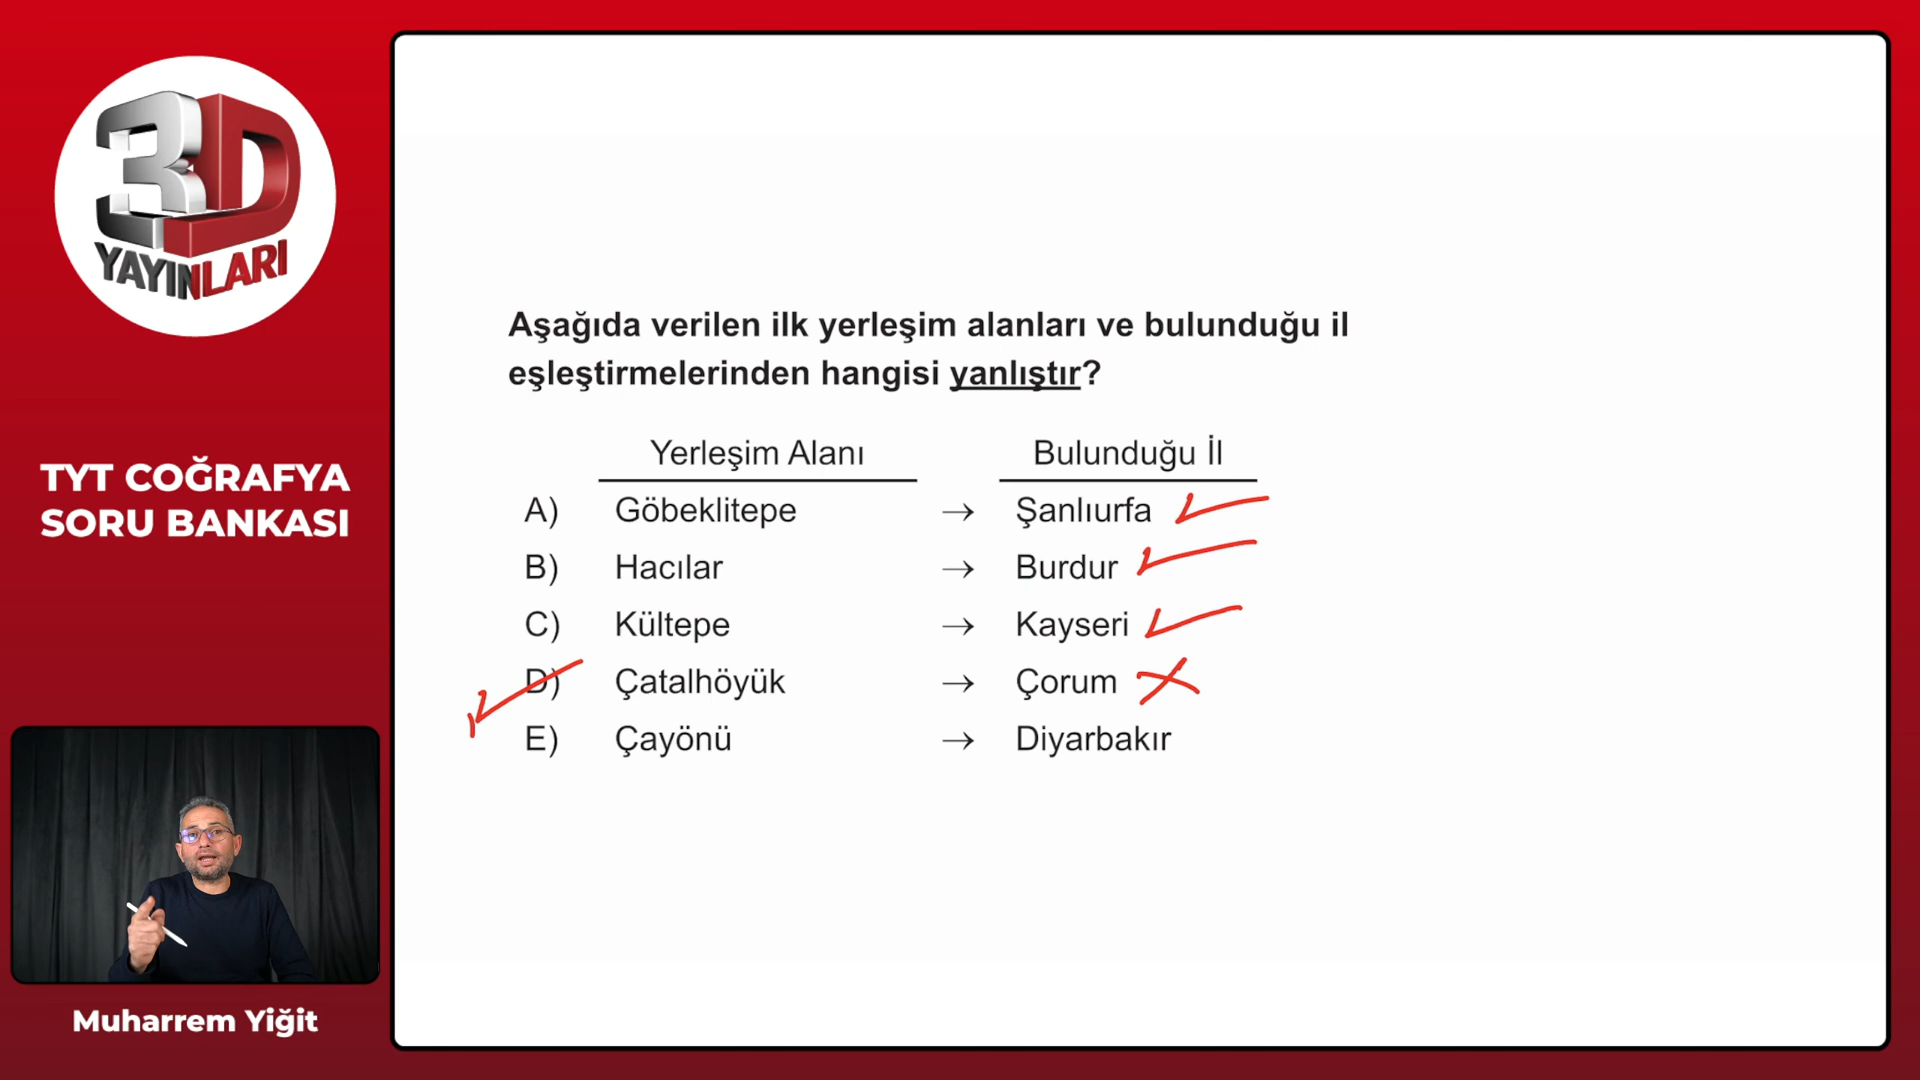 3D
YAYINLARI
TYT COĞRAFYA
SORU BANKASI
Muharrem Yiğit
Aşağıda verilen ilk yerleşim alanları ve bulunduğu il
eşleştirmelerinden hangisi yanlıştır?
Yerleşim Alanı Bulunduğu İl
A) Göbeklitepe → Şanlıurfa
B) Hacılar → Burdur
C) Kültepe → Kayseri
D) Çatalhöyük → Çorum
E) Çayönü → Diyarbakır